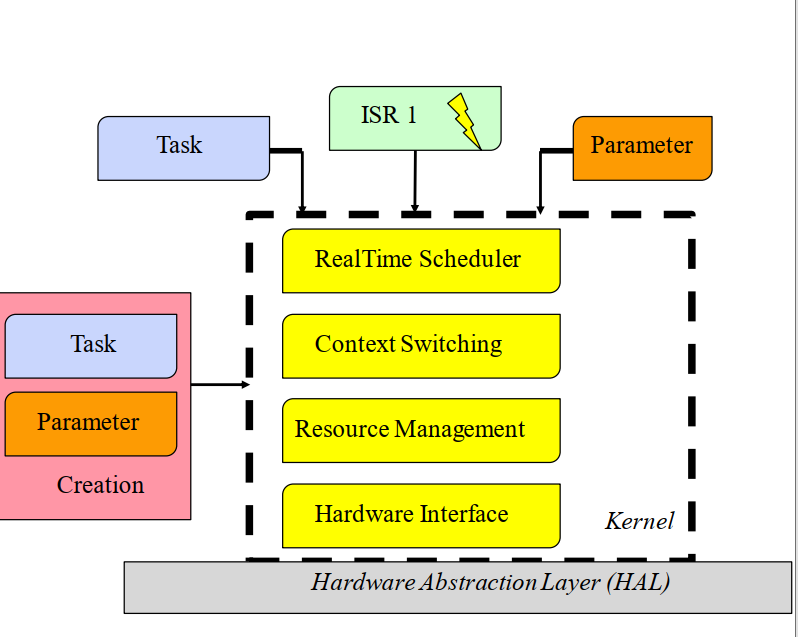 ISR 1
Task
Parameter
RealTime Scheduler
Task
Context Switching
Parameter
Resource Management
Creation
Hardware Interface
Kernel
Hardware Abstraction Layer (HAL)